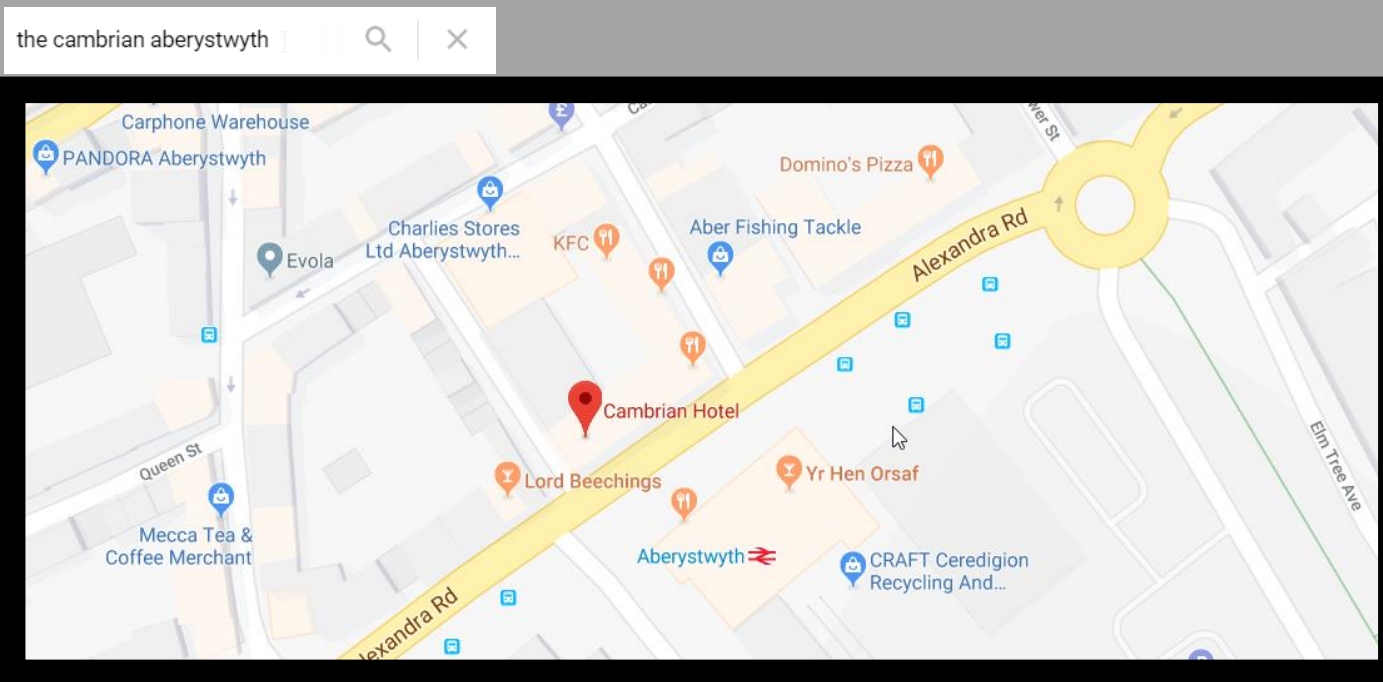 the cambrian aberystwyth
Carphone Warehouse
PANDORA Aberystwyth
Domino's Pizza
Charlies Stores
Ltd Aberystwyth...
KFC
Aber Fishing Tackle
Evola
Alexandra Rd
Cambrian Hotel
Queen St
Lord Beechings
Yr Hen Orsaf
Elm Tree Ave
Mecca Tea &
Coffee Merchant
Aberystwyth
CRAFT Ceredigion
Recycling And...